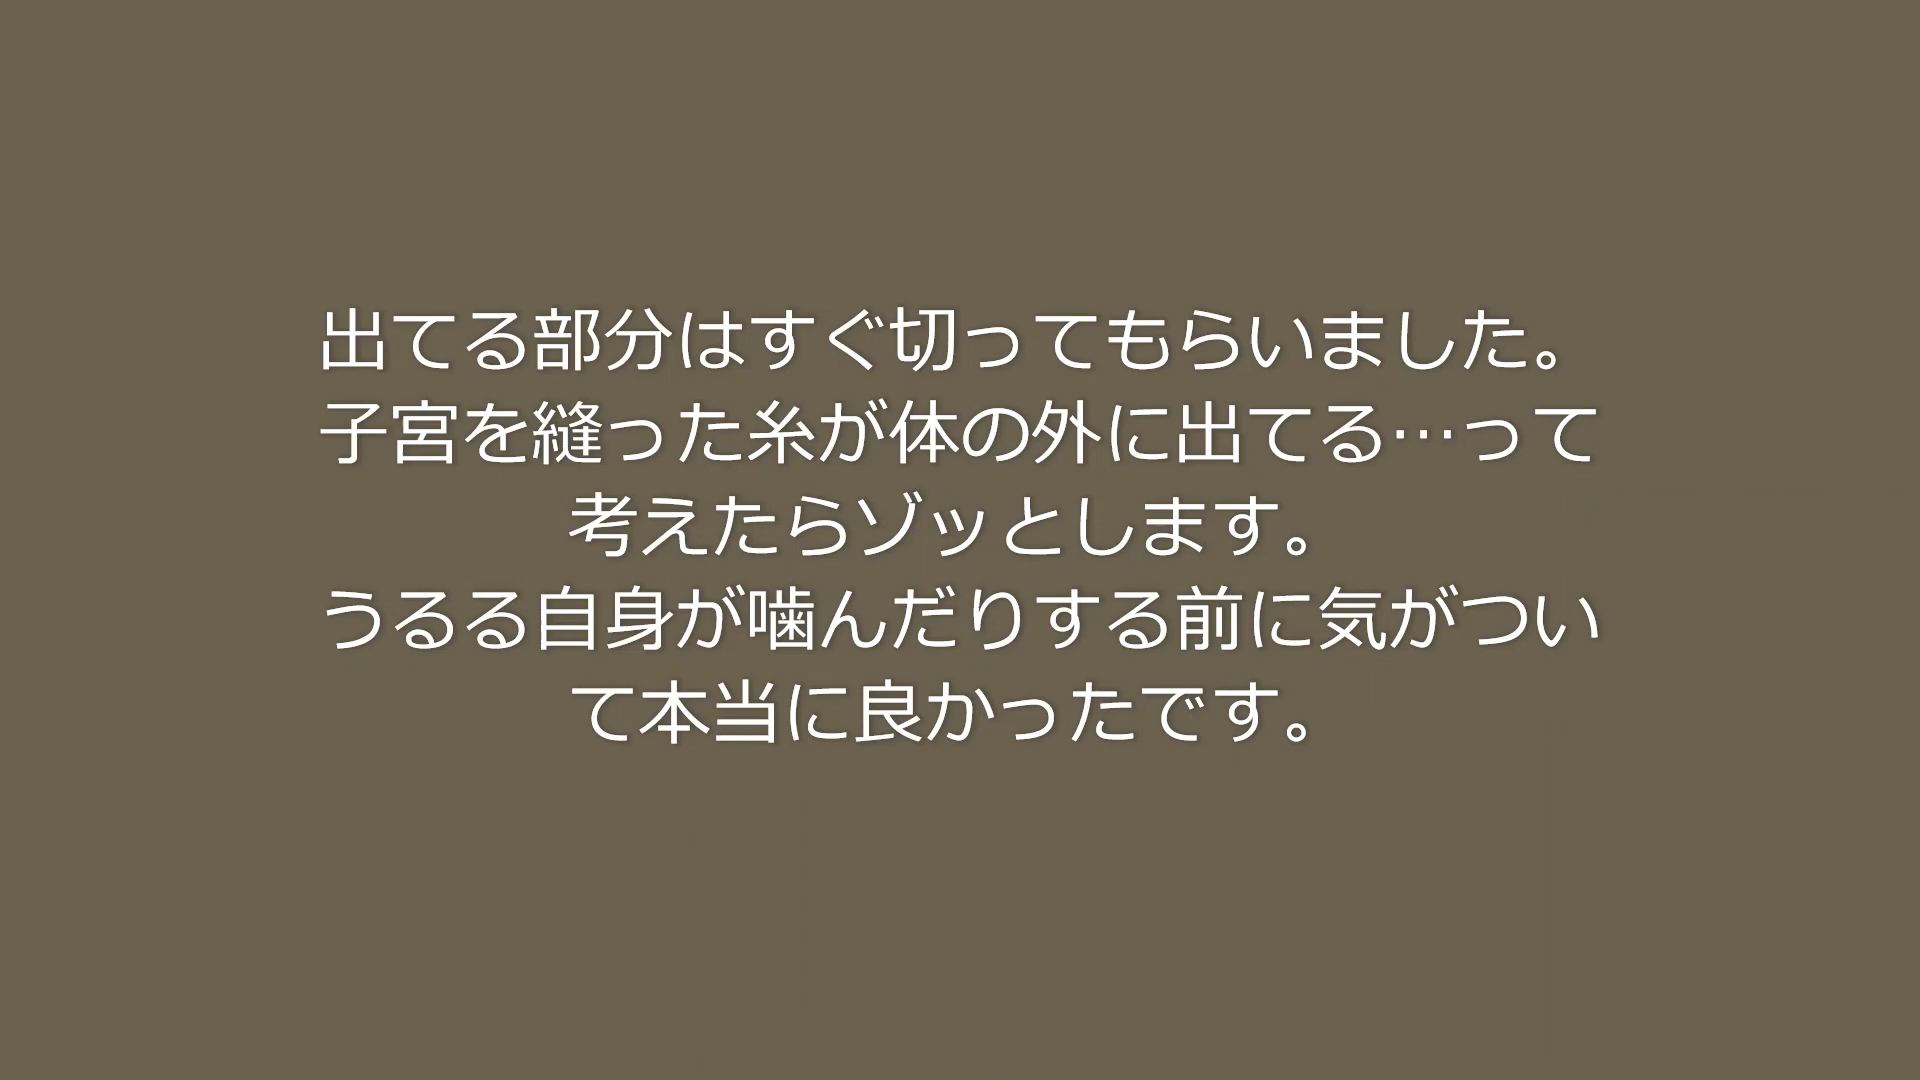 出てる部分はすぐ切ってもらいました。
子宮を縫った糸が体の外に出てる…って
考えたらゾッとします。
うるる自身が噛んだりする前に気がつい
て本当に良かったです。